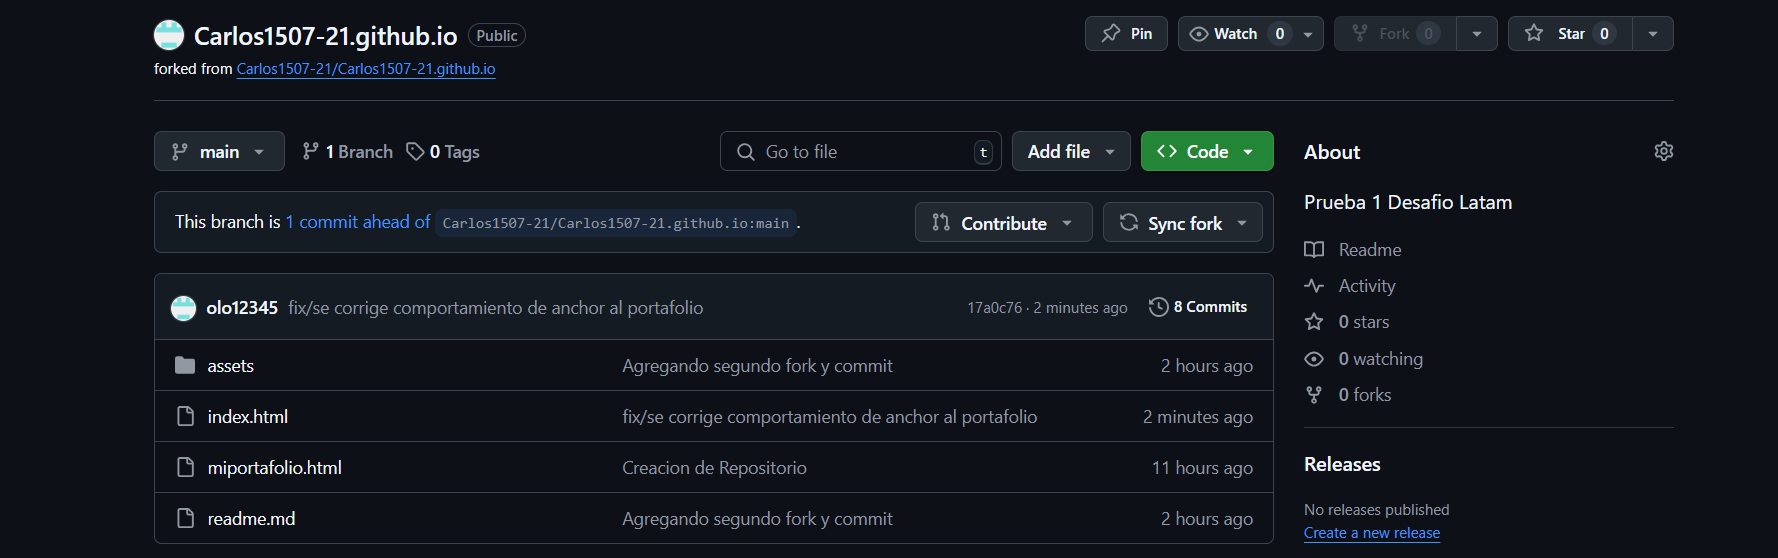 Carlos1507-21.github.io Public Pin Watch 0 Fork 0 Star 0
forked from Carlos1507-21/Carlos1507-21.github.io
main 1 Branch 0 Tags Go to file t Add file Code
This branch is 1 commit ahead of Carlos1507-21/Carlos1507-21.github.io:main. Contribute Sync fork
olo12345 fix/se corrige comportamiento de anchor al portafolio 17a0c76 · 2 minutes ago 8 Commits
assets Agregando segundo fork y commit 2 hours ago
index.html fix/se corrige comportamiento de anchor al portafolio 2 minutes ago
miportafolio.html Creacion de Repositorio 11 hours ago
readme.md Agregando segundo fork y commit 2 hours ago
About
Prueba 1 Desafio Latam
Readme
Activity
0 stars
0 watching
0 forks
Releases
No releases published
Create a new release